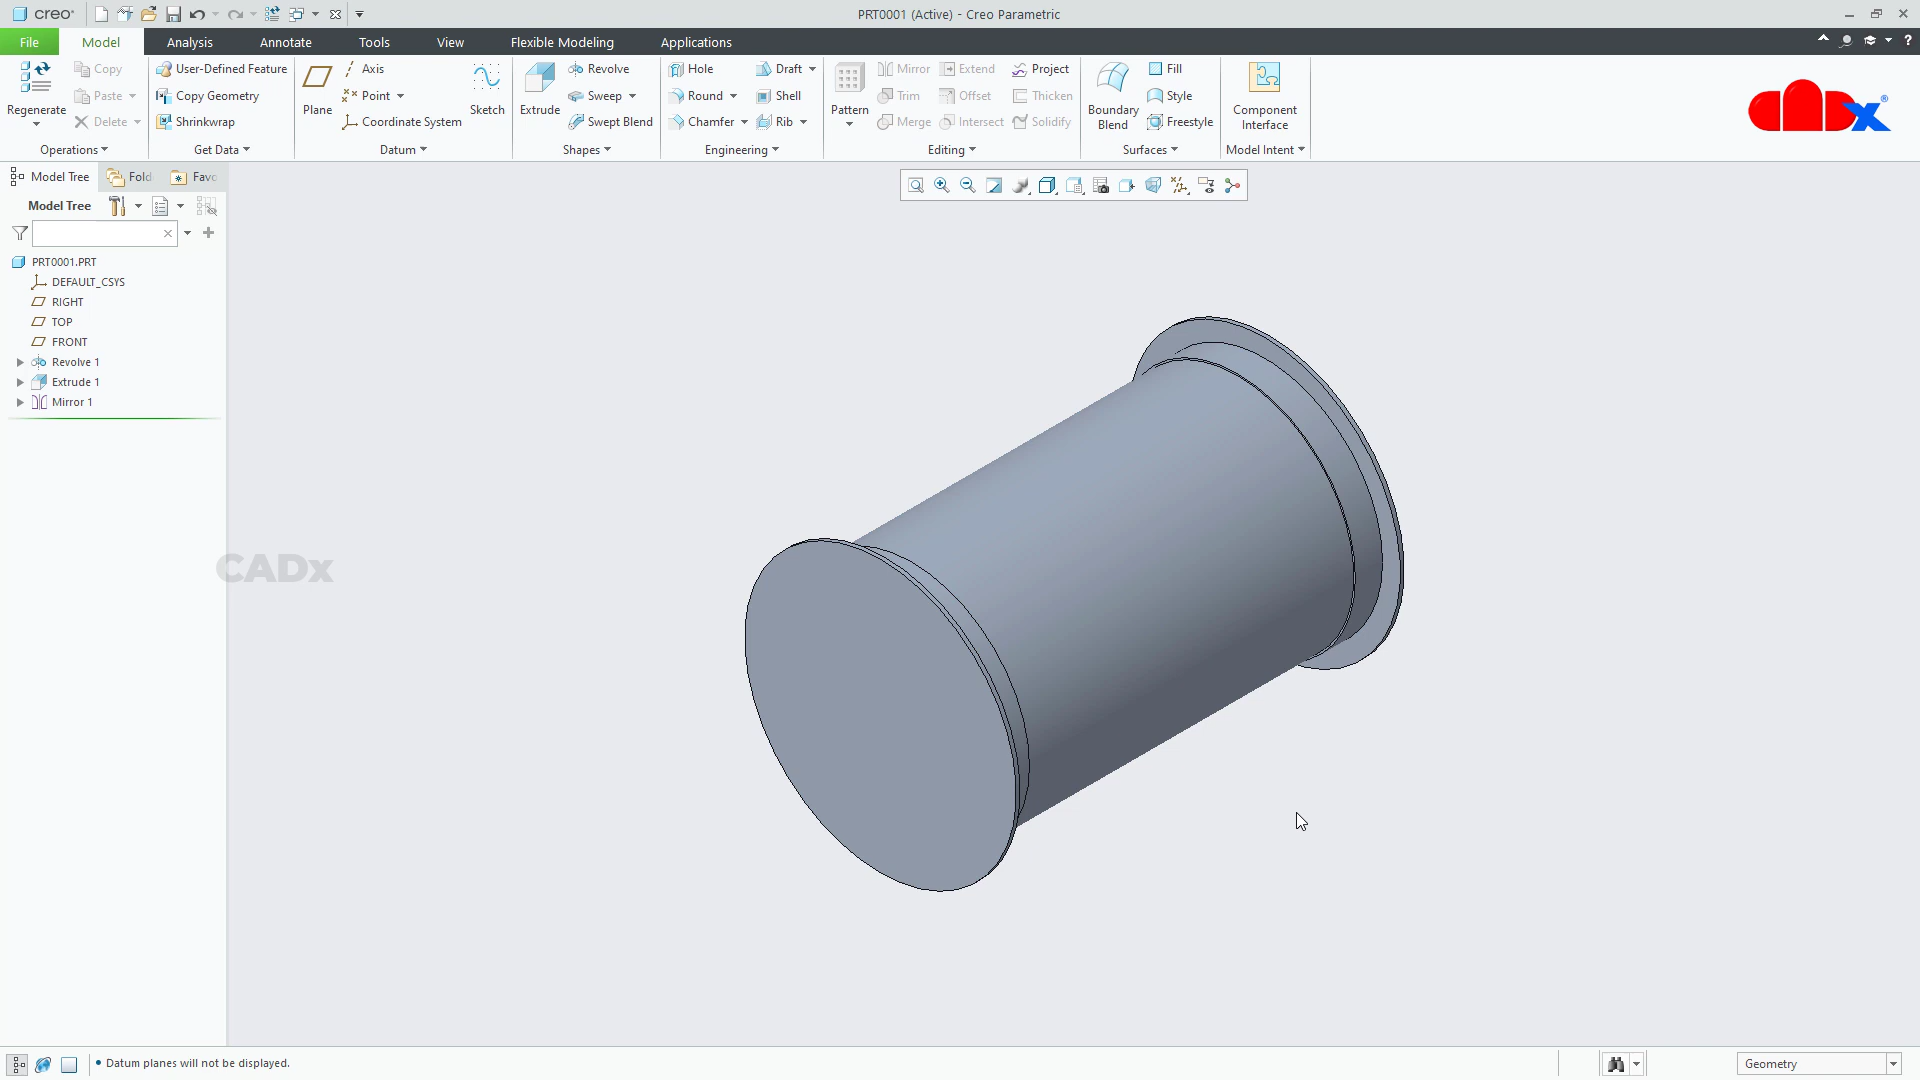 creo
PRT0001 (Active) - Creo Parametric
File Model Analysis Annotate Tools View Flexible Modeling Applications
Regenerate
Copy
Paste
Delete
Operations
User-Defined Feature
Copy Geometry
Shrinkwrap
Get Data
Plane
Axis
Point
Coordinate System
Sketch
Datum
Extrude
Revolve
Sweep
Swept Blend
Shapes
Hole
Round
Chamfer
Draft
Shell
Rib
Engineering
Pattern
Mirror
Trim
Merge
Extend
Offset
Intersect
Project
Thicken
Solidify
Editing
Boundary
Blend
Fill
Style
Freestyle
Surfaces
Component
Interface
Model Intent
CADx®
Model Tree Fold Favo
Model Tree
PRT0001.PRT
DEFAULT_CSYS
RIGHT
TOP
FRONT
Revolve 1
Extrude 1
Mirror 1
CADx
• Datum planes will not be displayed.
Geometry